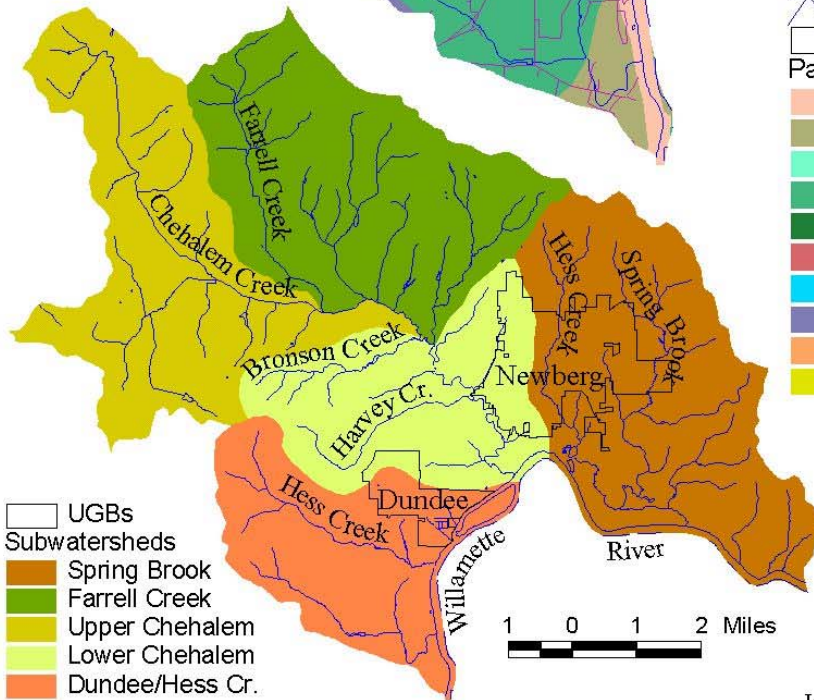 Pa
Farrell Creek
Chehalem Creek
Hess Creek
Spring Brook
Bronson Creek
Newberg
Harvey Cr.
Dundee
Hess Creek
Willamette
River
UGBs
Subwatersheds
Spring Brook
Farrell Creek
Upper Chehalem
Lower Chehalem
Dundee/Hess Cr.
1 0 1 2 Miles